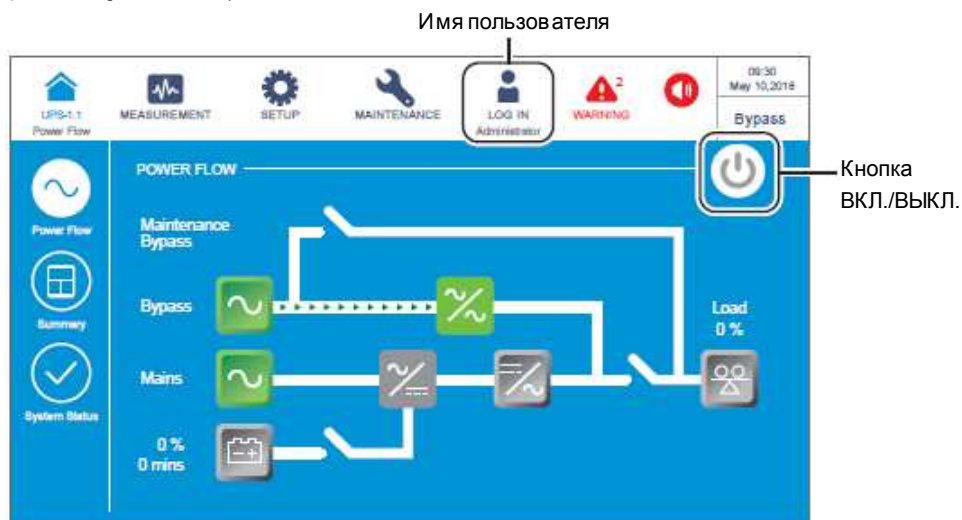 Имя пользователя
UPS-1.1
Power Flow
MEASUREMENT
SETUP
MAINTENANCE
LOG IN
Administrator
2
WARNING
09:30
May 10,2016
Bypass
Кнопка
ВКЛ./ВЫКЛ.
POWER FLOW
Power Flow
Summary
System Status
Maintenance
Bypass
Bypass
Load
0 %
Mains
0 %
0 mins